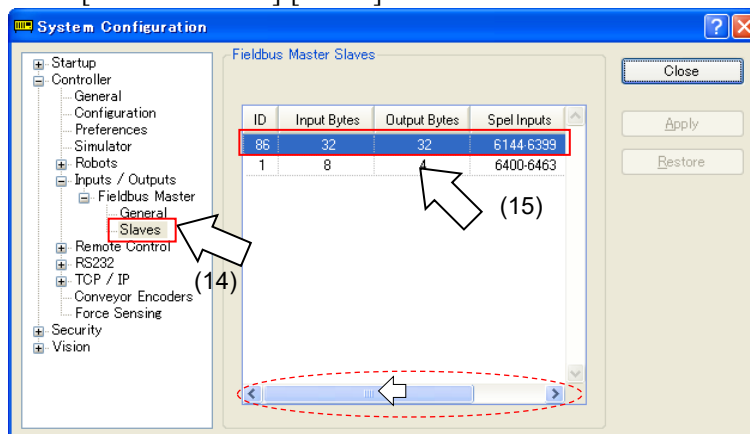 System Configuration
Startup
Controller
General
Configuration
Preferences
Simulator
Robots
Inputs / Outputs
Fieldbus Master
General
Slaves
Remote Control
RS232
TCP / IP
Conveyor Encoders
Force Sensing
Security
Vision
(14)
Fieldbus Master Slaves
ID Input Bytes Output Bytes Spel Inputs
86 32 32 6144-6399
1 8 4 6400-6463
(15)
Close
Apply
Restore